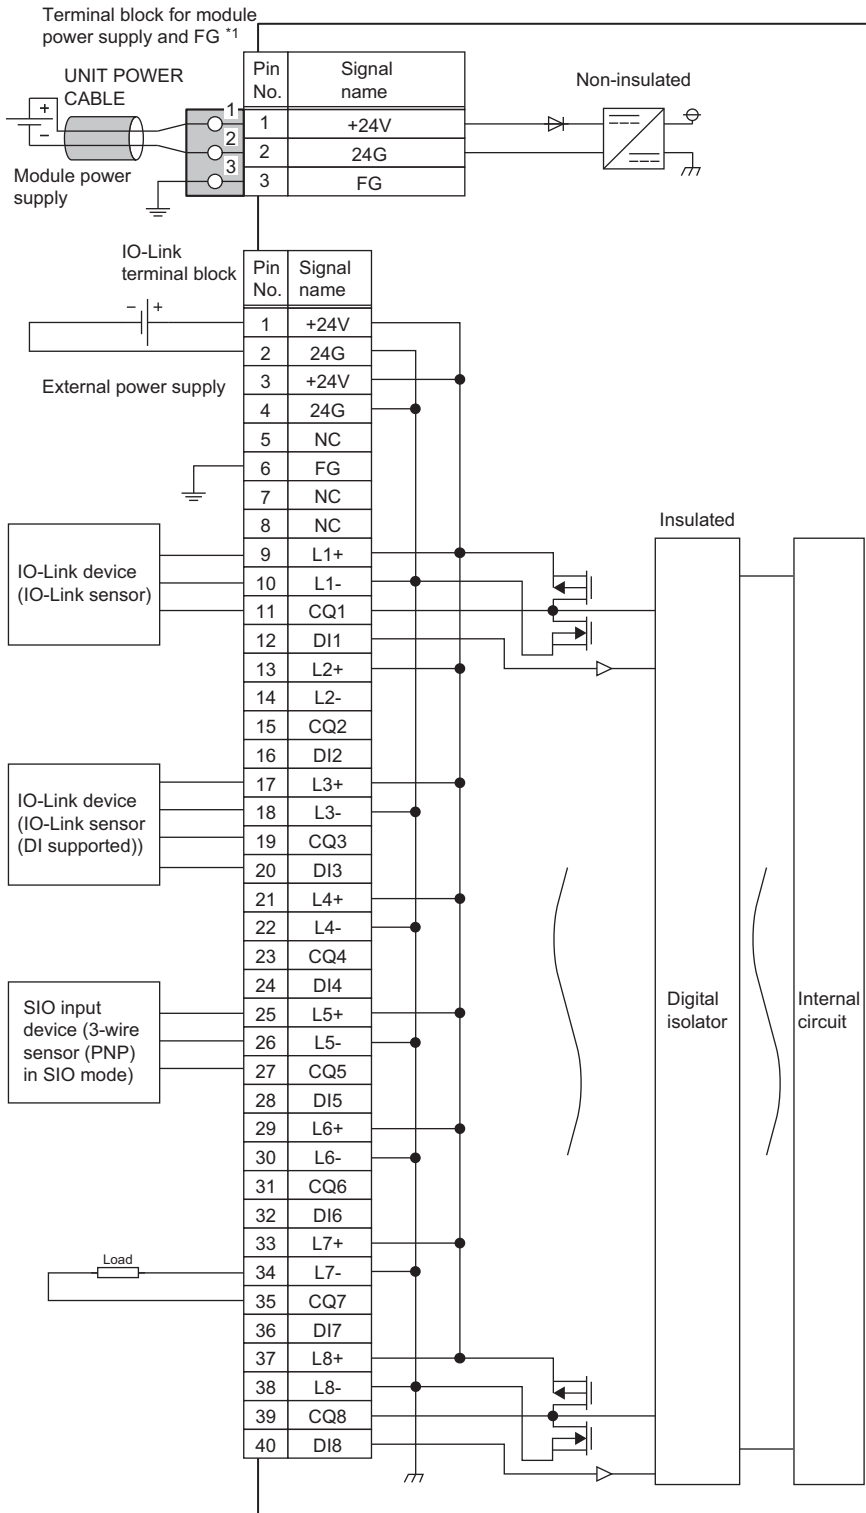 Terminal block for module
power supply and FG *1
UNIT POWER
CABLE
+
−
Module power
supply
1
2
3
Pin No. Signal name
1 +24V
2 24G
3 FG
Non-insulated
IO-Link
terminal block
− +
External power supply
Pin No. Signal name
1 +24V
2 24G
3 +24V
4 24G
5 NC
6 FG
7 NC
8 NC
9 L1+
10 L1-
11 CQ1
12 DI1
13 L2+
14 L2-
15 CQ2
16 DI2
17 L3+
18 L3-
19 CQ3
20 DI3
21 L4+
22 L4-
23 CQ4
24 DI4
25 L5+
26 L5-
27 CQ5
28 DI5
29 L6+
30 L6-
31 CQ6
32 DI6
33 L7+
34 L7-
35 CQ7
36 DI7
37 L8+
38 L8-
39 CQ8
40 DI8
IO-Link device
(IO-Link sensor)
IO-Link device
(IO-Link sensor
(DI supported))
SIO input
device (3-wire
sensor (PNP)
in SIO mode)
Load
Insulated
Digital
isolator
Internal
circuit